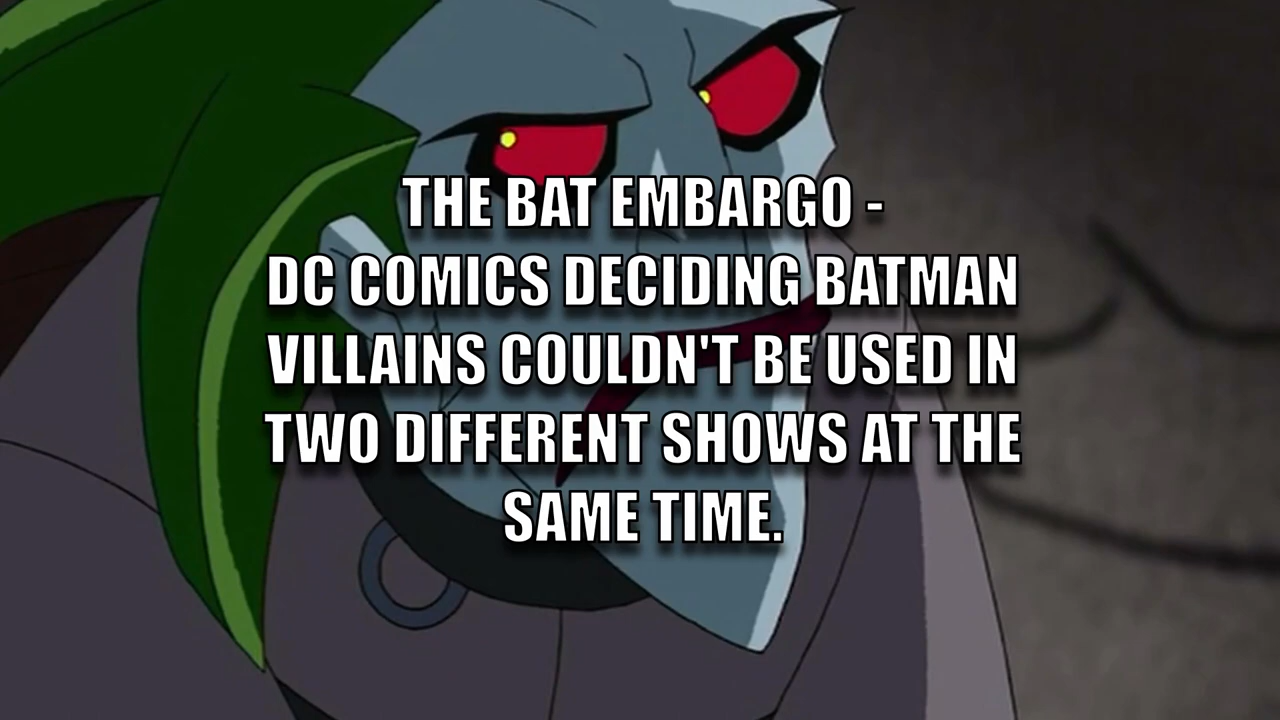 THE BAT EMBARGO -
DC COMICS DECIDING BATMAN
VILLAINS COULDN'T BE USED IN
TWO DIFFERENT SHOWS AT THE
SAME TIME.